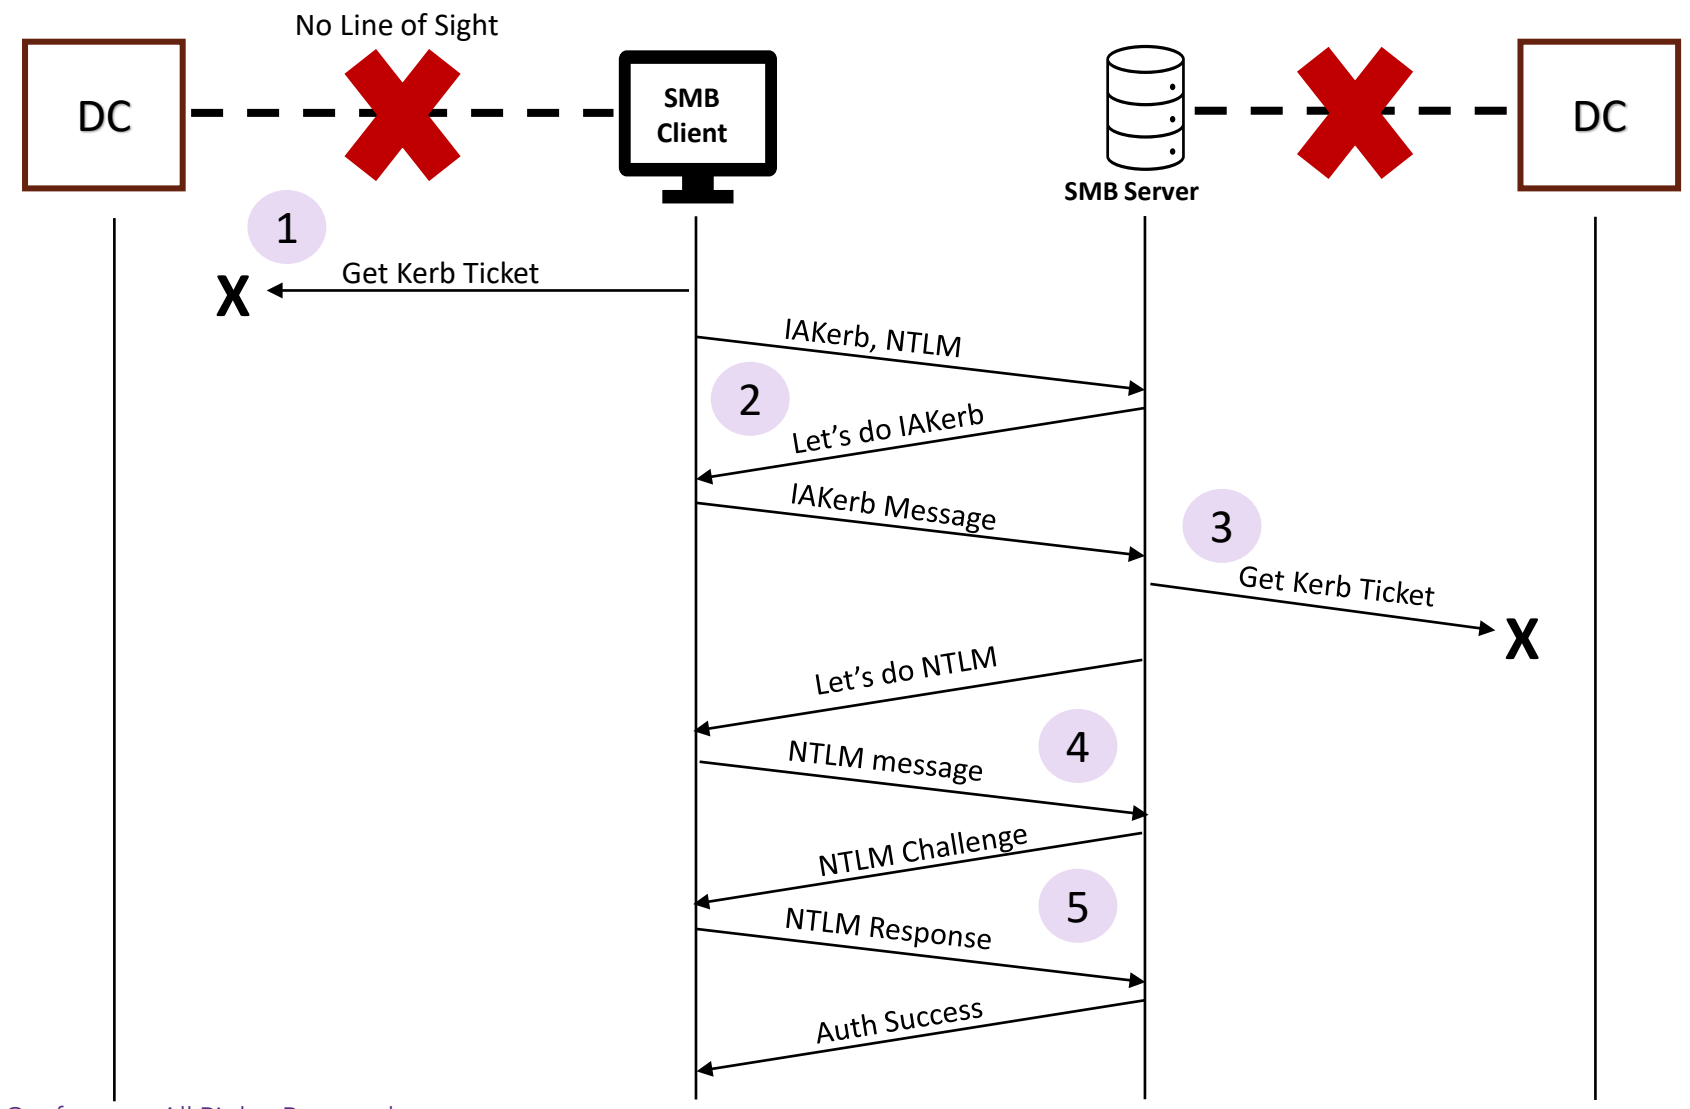 No Line of Sight
DC
SMB
Client
SMB Server
DC
1
Get Kerb Ticket
X
IAKerb, NTLM
2
Let's do IAKerb
IAKerb Message
3
Get Kerb Ticket
X
Let's do NTLM
4
NTLM message
NTLM Challenge
5
NTLM Response
Auth Success